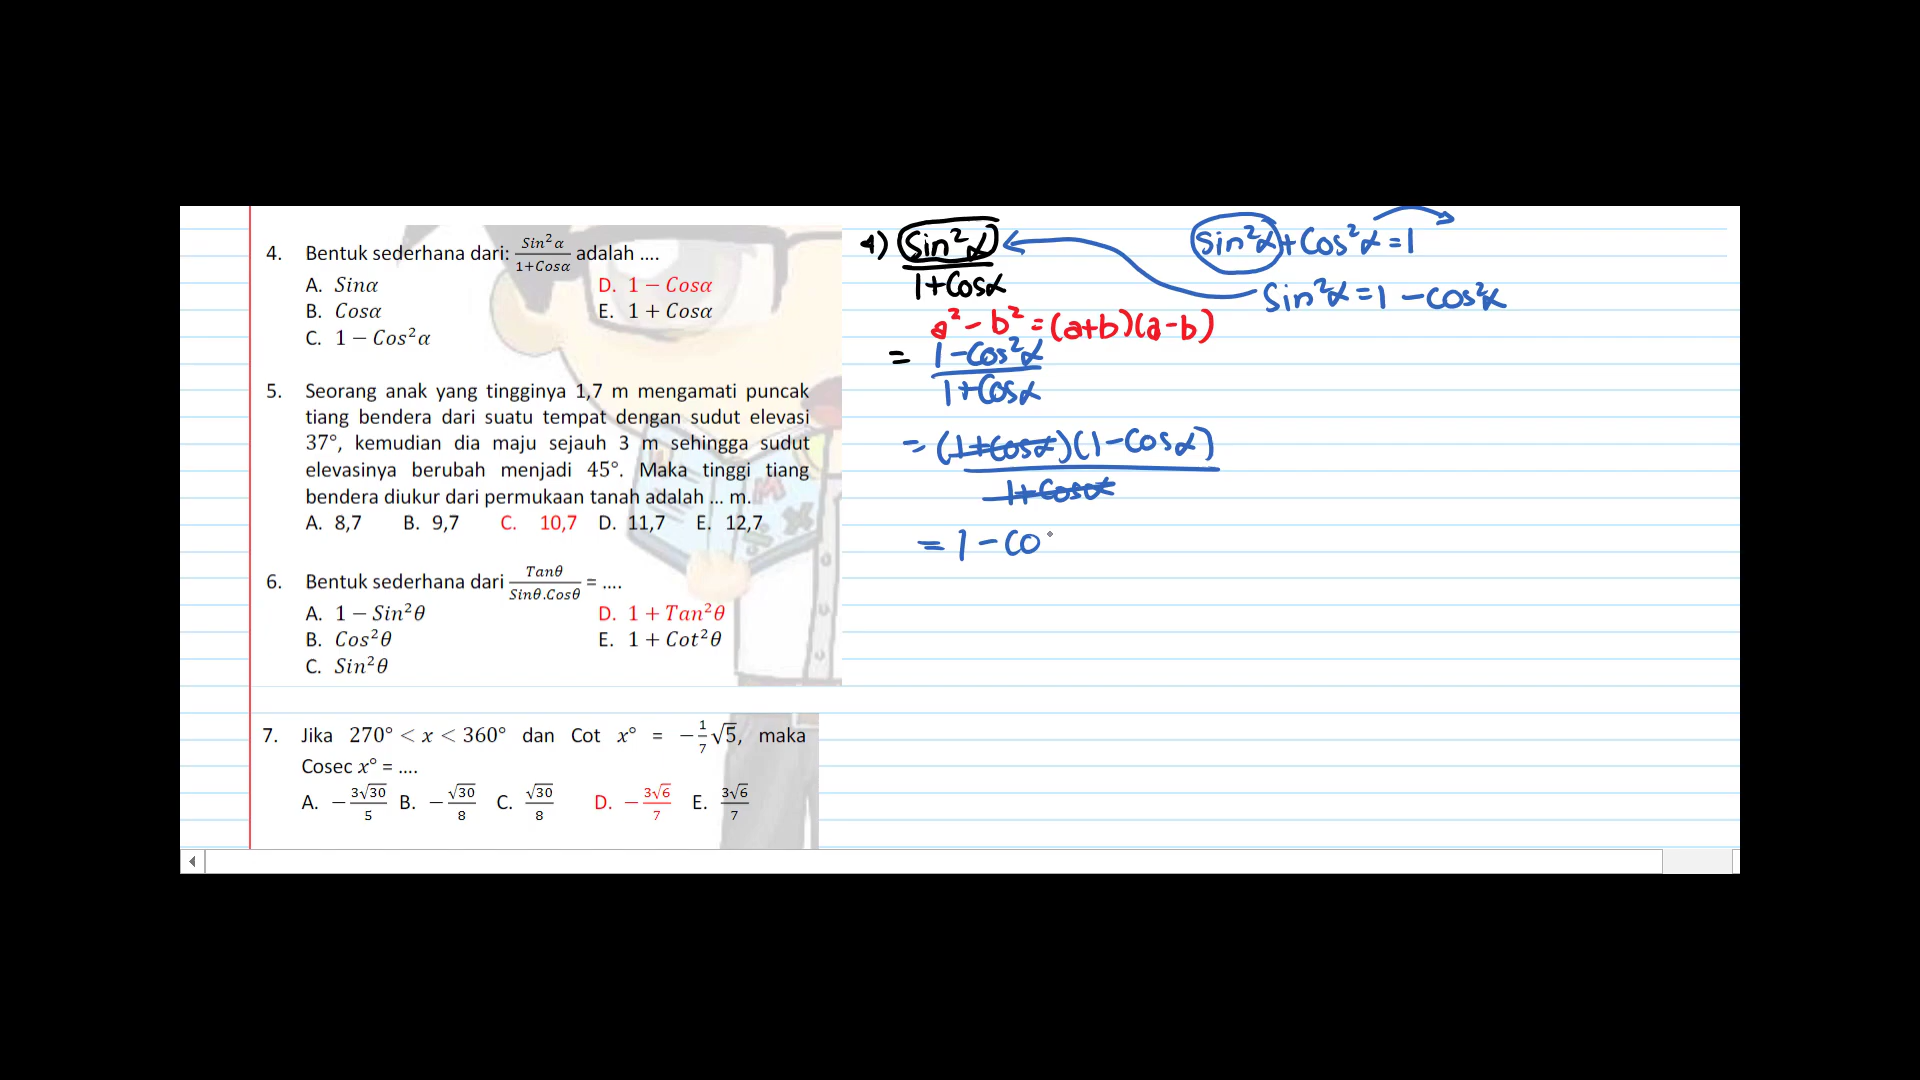 4. Bentuk sederhana dari: Sin²α/1+Cosα adalah ....
A. Sinα D. 1 − Cosα
B. Cosα E. 1 + Cosα
C. 1 − Cos²α
5. Seorang anak yang tingginya 1,7 m mengamati puncak
tiang bendera dari suatu tempat dengan sudut elevasi
37°, kemudian dia maju sejauh 3 m sehingga sudut
elevasinya berubah menjadi 45°. Maka tinggi tiang
bendera diukur dari permukaan tanah adalah ... m.
A. 8,7 B. 9,7 C. 10,7 D. 11,7 E. 12,7
6. Bentuk sederhana dari Tanθ/Sinθ.Cosθ = ....
A. 1 − Sin²θ D. 1 + Tan²θ
B. Cos²θ E. 1 + Cot²θ
C. Sin²θ
7. Jika 270° < x < 360° dan Cot x° = −1/7√5, maka
Cosec x° = ....
A. −3√30/5 B. −√30/8 C. √30/8 D. −3√6/7 E. 3√6/7
4) Sin²α
1+Cosα
Sin²α+Cos²α=1
Sin²α=1−cos²α
a²−b²=(a+b)(a−b)
= 1−Cos²α
1+Cosα
= (1+Cosα)(1−Cosα)
1+Cosα
= 1−Co